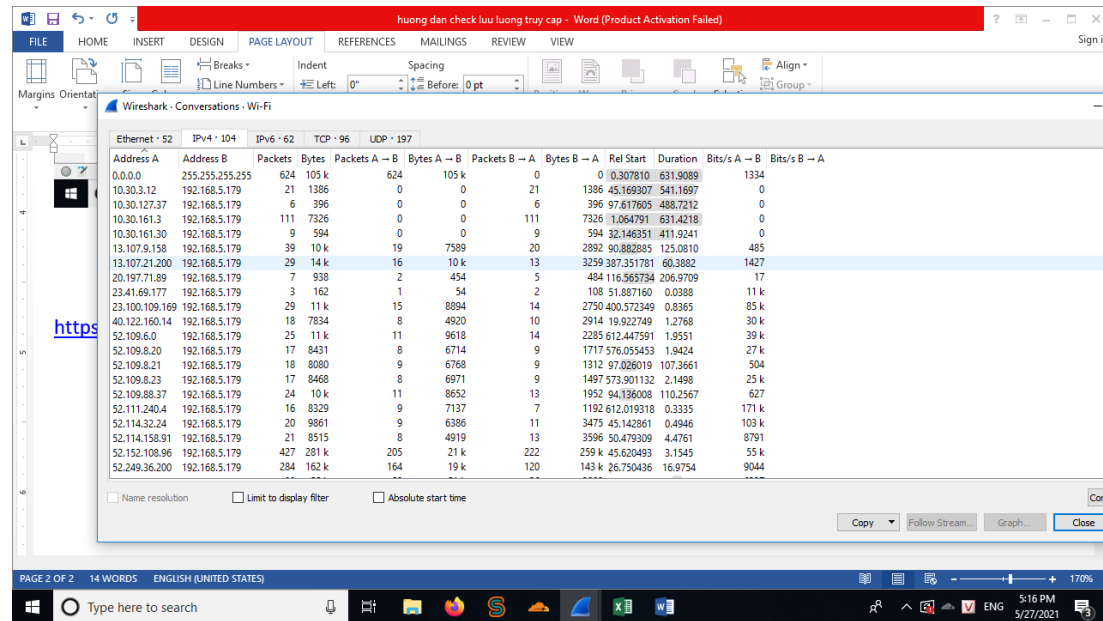 huong dan check luu luong truy cap - Word (Product Activation Failed)
FILE HOME INSERT DESIGN PAGE LAYOUT REFERENCES MAILINGS REVIEW VIEW Sign i
Breaks Indent Spacing Align
Line Numbers Left: 0" Before: 0 pt Group
Margins Orientat
Wireshark · Conversations · Wi-Fi
Ethernet · 52 IPv4 · 104 IPv6 · 62 TCP · 96 UDP · 197
Address A Address B Packets Bytes Packets A → B Bytes A → B Packets B → A Bytes B → A Rel Start Duration Bits/s A → B Bits/s B → A
0.0.0.0 255.255.255.255 624 105 k 624 105 k 0 0 0.307810 631.9089 1334
10.30.3.12 192.168.5.179 21 1386 0 0 21 1386 45.169307 541.1697 0
10.30.127.37 192.168.5.179 6 396 0 0 6 396 97.617605 488.7212 0
10.30.161.3 192.168.5.179 111 7326 0 0 111 7326 1.064791 631.4218 0
10.30.161.30 192.168.5.179 9 594 0 0 9 594 32.146351 411.9241 0
13.107.9.158 192.168.5.179 39 10 k 19 7589 20 2892 90.882885 125.0810 485
13.107.21.200 192.168.5.179 29 14 k 16 10 k 13 3259 387.351781 60.3882 1427
20.197.71.89 192.168.5.179 7 938 2 454 5 484 116.565734 206.9709 17
23.41.69.177 192.168.5.179 3 162 1 54 2 108 51.887160 0.0388 11 k
23.100.109.169 192.168.5.179 29 11 k 15 8894 14 2750 400.572349 0.8365 85 k
40.122.160.14 192.168.5.179 18 7834 8 4920 10 2914 19.922749 1.2768 30 k
52.109.6.0 192.168.5.179 25 11 k 11 9618 14 2285 612.447591 1.9551 39 k
52.109.8.20 192.168.5.179 17 8431 8 6714 9 1717 576.055453 1.9424 27 k
52.109.8.21 192.168.5.179 18 8080 9 6768 9 1312 97.026019 107.3661 504
52.109.8.23 192.168.5.179 17 8468 8 6971 9 1497 573.901132 2.1498 25 k
52.109.88.37 192.168.5.179 24 10 k 11 8652 13 1952 94.136008 110.2567 627
52.111.240.4 192.168.5.179 16 8329 9 7137 7 1192 612.019318 0.3335 171 k
52.114.32.24 192.168.5.179 20 9861 9 6386 11 3475 45.142861 0.4946 103 k
52.114.158.91 192.168.5.179 21 8515 8 4919 13 3596 50.479309 4.4761 8791
52.152.108.96 192.168.5.179 427 281 k 205 21 k 222 259 k 45.620493 3.1545 55 k
52.249.36.200 192.168.5.179 284 162 k 164 19 k 120 143 k 26.750436 16.9754 9044
https
Name resolution Limit to display filter Absolute start time
Copy Follow Stream... Graph... Close
PAGE 2 OF 2 14 WORDS ENGLISH (UNITED STATES) 170%
Type here to search
ENG 5:16 PM
5/27/2021